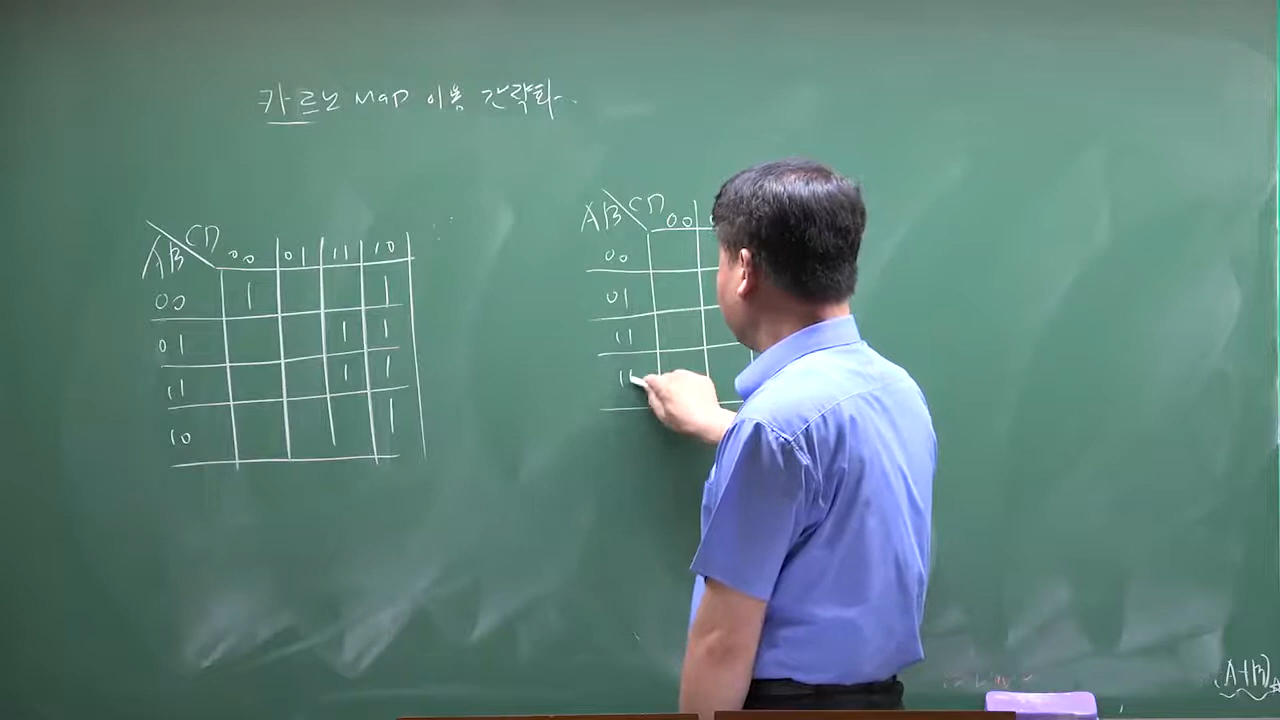 카르노 MAP 이용 간략화..
AB CD 00 01 11 10
00 1 1
01 1 1
11 1 1
10 1
AB CD 00
00
01
11
1
(A+B)